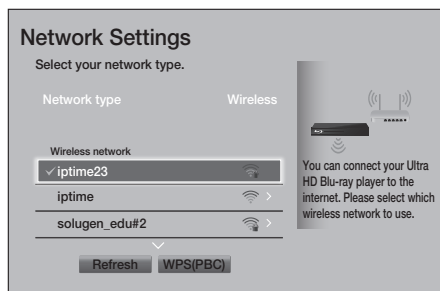 Network Settings
Select your network type.
Network type Wireless
Wireless network
iptime23
iptime
solugen_edu#2
Refresh WPS(PBC)
You can connect your Ultra
HD Blu-ray player to the
internet. Please select which
wireless network to use.